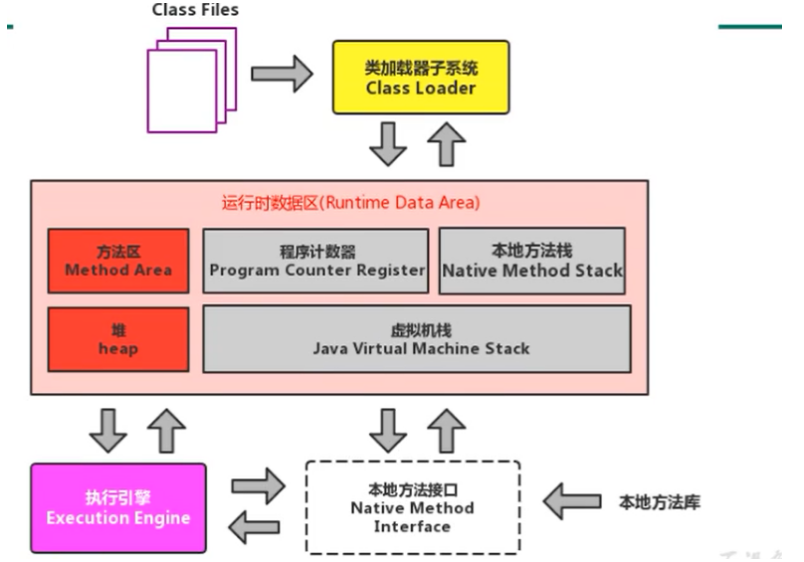 Class Files
类加载器子系统
Class Loader
运行时数据区(Runtime Data Area)
方法区
Method Area
程序计数器
Program Counter Register
本地方法栈
Native Method Stack
堆
heap
虚拟机栈
Java Virtual Machine Stack
执行引擎
Execution Engine
本地方法接口
Native Method
Interface
本地方法库